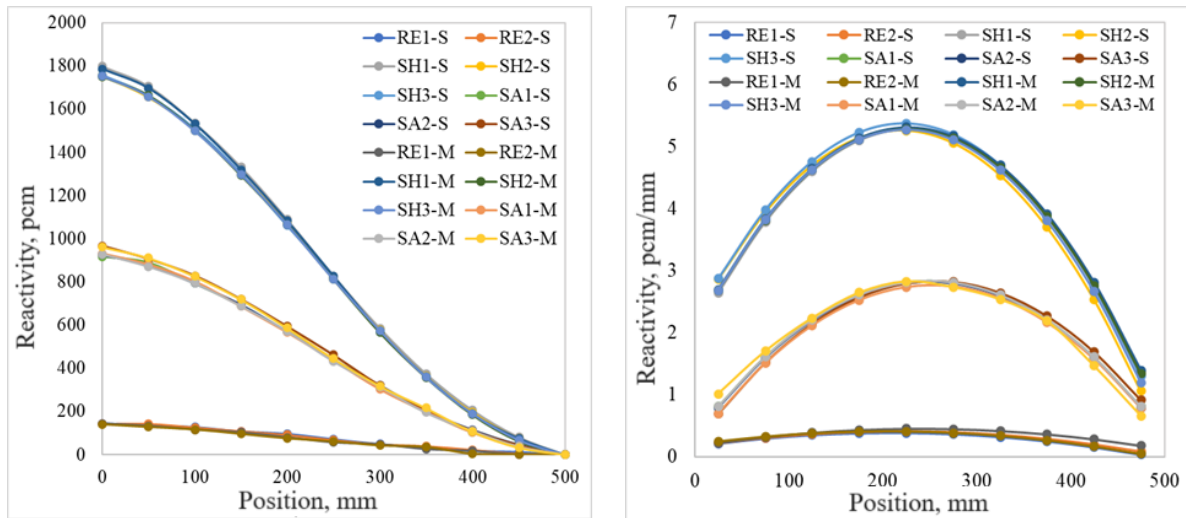 2000
1800
1600
1400
1200
1000
800
600
400
200
0
Reactivity, pcm
RE1-S RE2-S
SH1-S SH2-S
SH3-S SA1-S
SA2-S SA3-S
RE1-M RE2-M
SH1-M SH2-M
SH3-M SA1-M
SA2-M SA3-M
0 100 200 300 400 500
Position, mm
7
6
5
4
3
2
1
0
Reactivity, pcm/mm
RE1-S RE2-S SH1-S SH2-S
SH3-S SA1-S SA2-S SA3-S
RE1-M RE2-M SH1-M SH2-M
SH3-M SA1-M SA2-M SA3-M
0 100 200 300 400 500
Position, mm